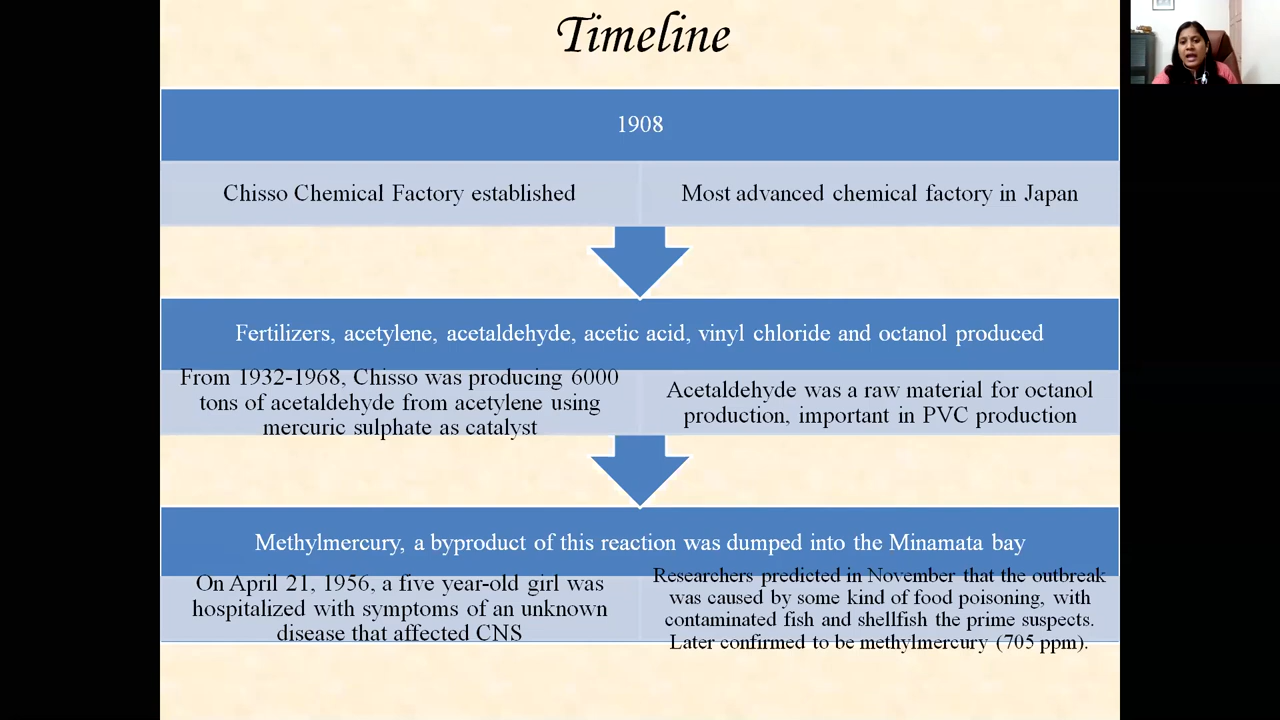 Timeline
1908
Chisso Chemical Factory established
Most advanced chemical factory in Japan
Fertilizers, acetylene, acetaldehyde, acetic acid, vinyl chloride and octanol produced
From 1932-1968, Chisso was producing 6000
tons of acetaldehyde from acetylene using
mercuric sulphate as catalyst
Acetaldehyde was a raw material for octanol
production, important in PVC production
Methylmercury, a byproduct of this reaction was dumped into the Minamata bay
On April 21, 1956, a five year-old girl was
hospitalized with symptoms of an unknown
disease that affected CNS
Researchers predicted in November that the outbreak
was caused by some kind of food poisoning, with
contaminated fish and shellfish the prime suspects.
Later confirmed to be methylmercury (705 ppm).